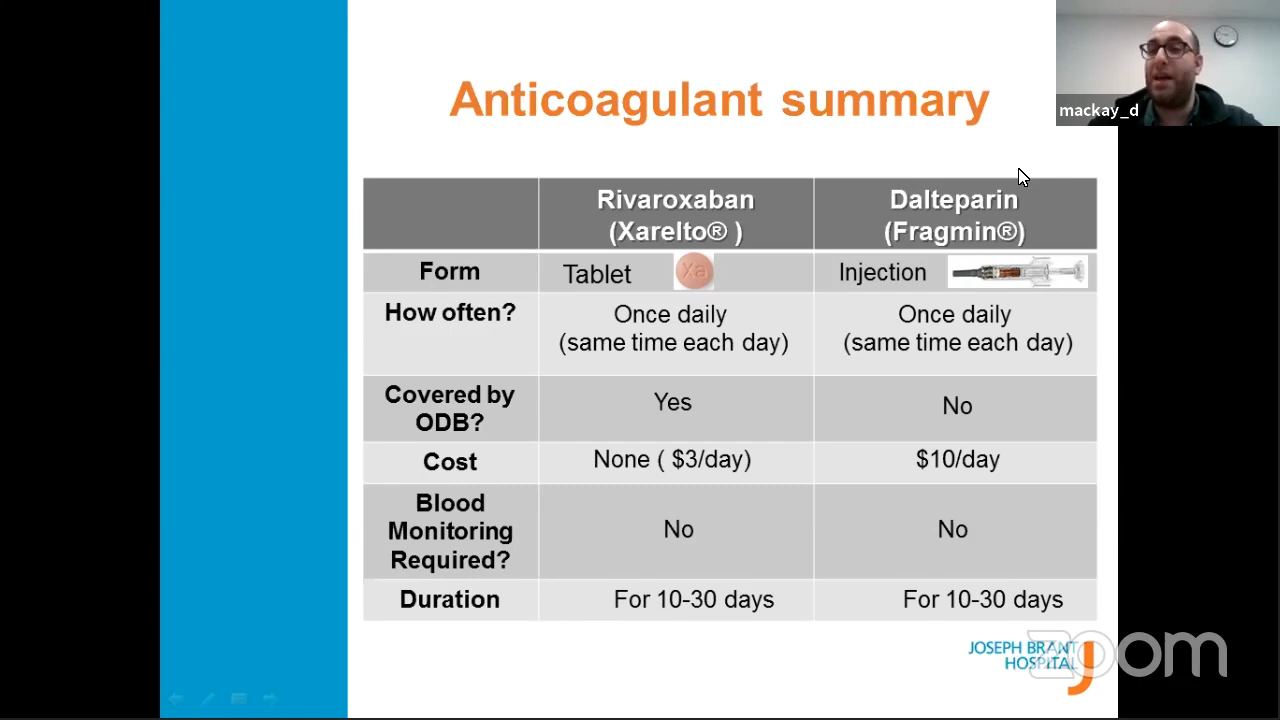 Anticoagulant summary
mackay_d
Rivaroxaban
(Xarelto® )
Dalteparin
(Fragmin®)
Form
Tablet
Xa
Injection
How often?
Once daily
(same time each day)
Once daily
(same time each day)
Covered by
ODB?
Yes
No
Cost
None ( $3/day)
$10/day
Blood
Monitoring
Required?
No
No
Duration
For 10-30 days
For 10-30 days
JOSEPH BRANT
HOSPITAL
zoom